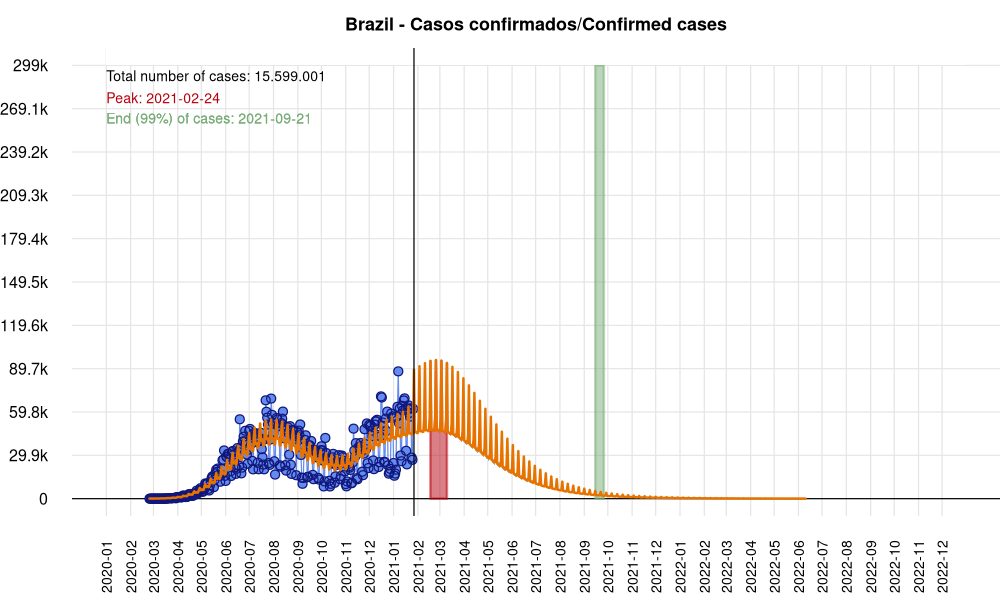 Brazil - Casos confirmados/Confirmed cases
299k
269.1k
239.2k
209.3k
179.4k
149.5k
119.6k
89.7k
59.8k
29.9k
0
Total number of cases: 15.599.001
Peak: 2021-02-24
End (99%) of cases: 2021-09-21
2020-01
2020-02
2020-03
2020-04
2020-05
2020-06
2020-07
2020-08
2020-09
2020-10
2020-11
2020-12
2021-01
2021-02
2021-03
2021-04
2021-05
2021-06
2021-07
2021-08
2021-09
2021-10
2021-11
2021-12
2022-01
2022-02
2022-03
2022-04
2022-05
2022-06
2022-07
2022-08
2022-09
2022-10
2022-11
2022-12